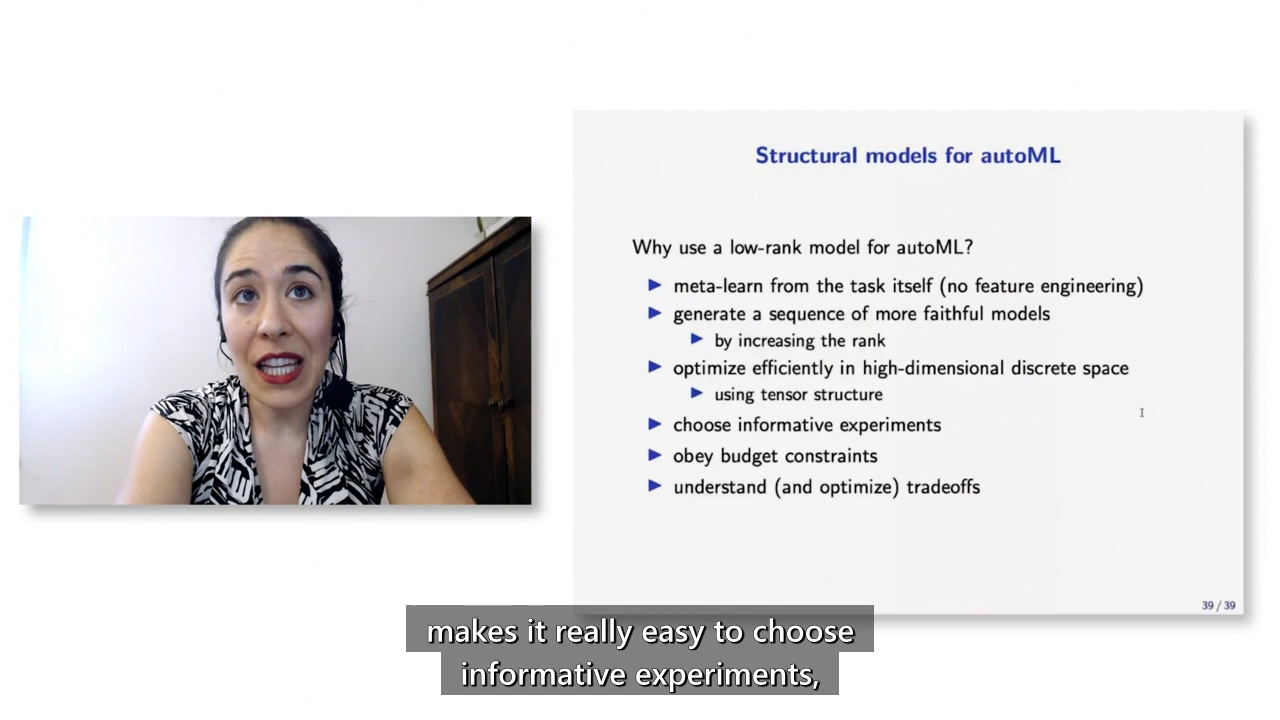 Structural models for autoML
Why use a low-rank model for autoML?
▶ meta-learn from the task itself (no feature engineering)
▶ generate a sequence of more faithful models
▶ by increasing the rank
▶ optimize efficiently in high-dimensional discrete space
▶ using tensor structure
▶ choose informative experiments
▶ obey budget constraints
▶ understand (and optimize) tradeoffs
39 / 39
makes it really easy to choose
informative experiments,